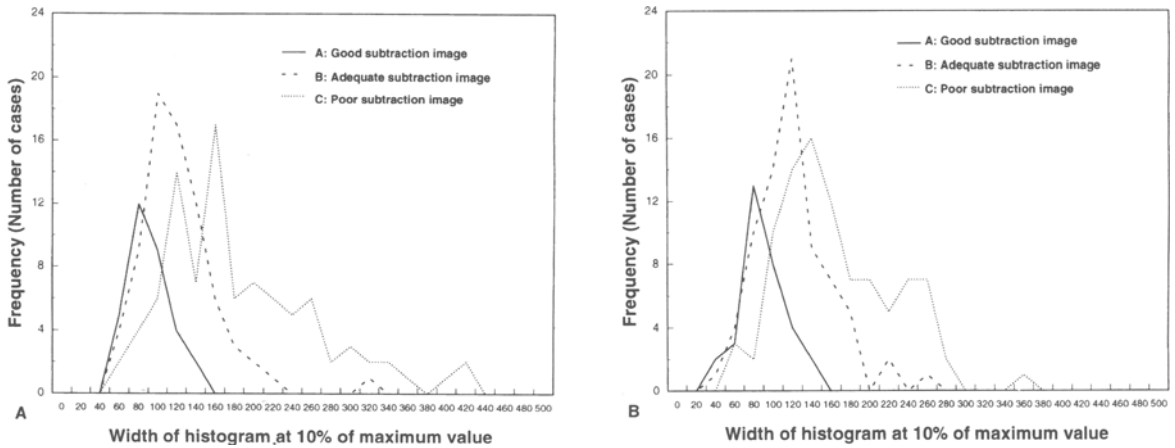 24
20
16
12
8
4
0
Frequency (Number of cases)
A: Good subtraction image
B: Adequate subtraction image
C: Poor subtraction image
0 20 40 60 80 100 120 140 160 180 200 220 240 260 280 300 320 340 360 380 400 420 440 460 480 500
A
Width of histogram at 10% of maximum value
24
20
16
12
8
4
0
Frequency (Number of cases)
A: Good subtraction image
B: Adequate subtraction image
C: Poor subtraction image
0 20 40 60 80 100 120 140 160 180 200 220 240 260 280 300 320 340 360 380 400 420 440 460 480 500
B
Width of histogram at 10% of maximum value